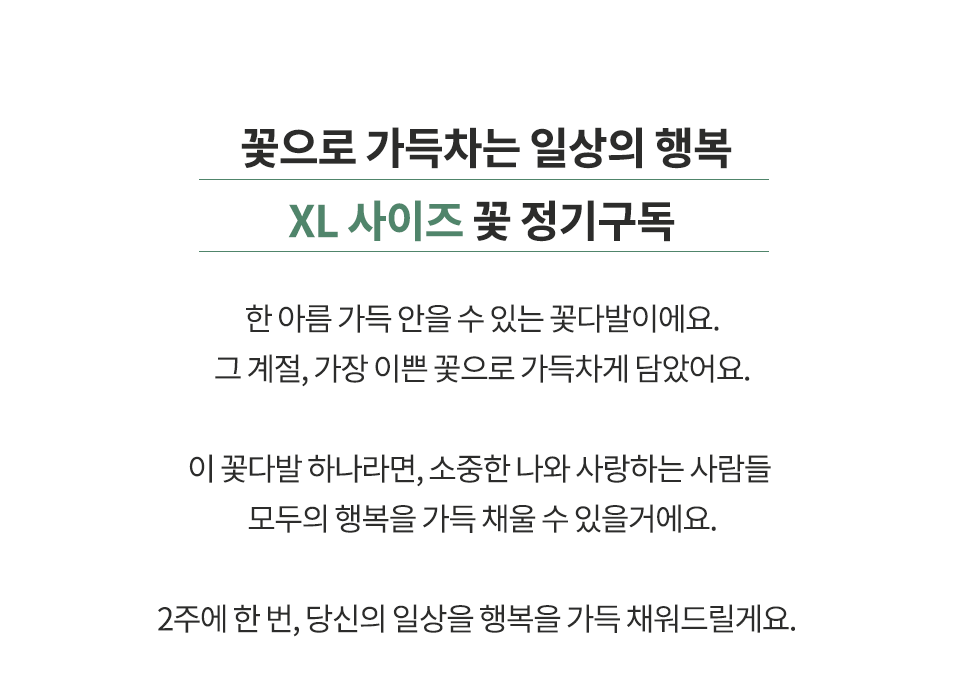 꽃으로 가득차는 일상의 행복
XL 사이즈 꽃 정기구독
한 아름 가득 안을 수 있는 꽃다발이에요.
그 계절, 가장 이쁜 꽃으로 가득차게 담았어요.
이 꽃다발 하나라면, 소중한 나와 사랑하는 사람들
모두의 행복을 가득 채울 수 있을거에요.
2주에 한 번, 당신의 일상을 행복을 가득 채워드릴게요.